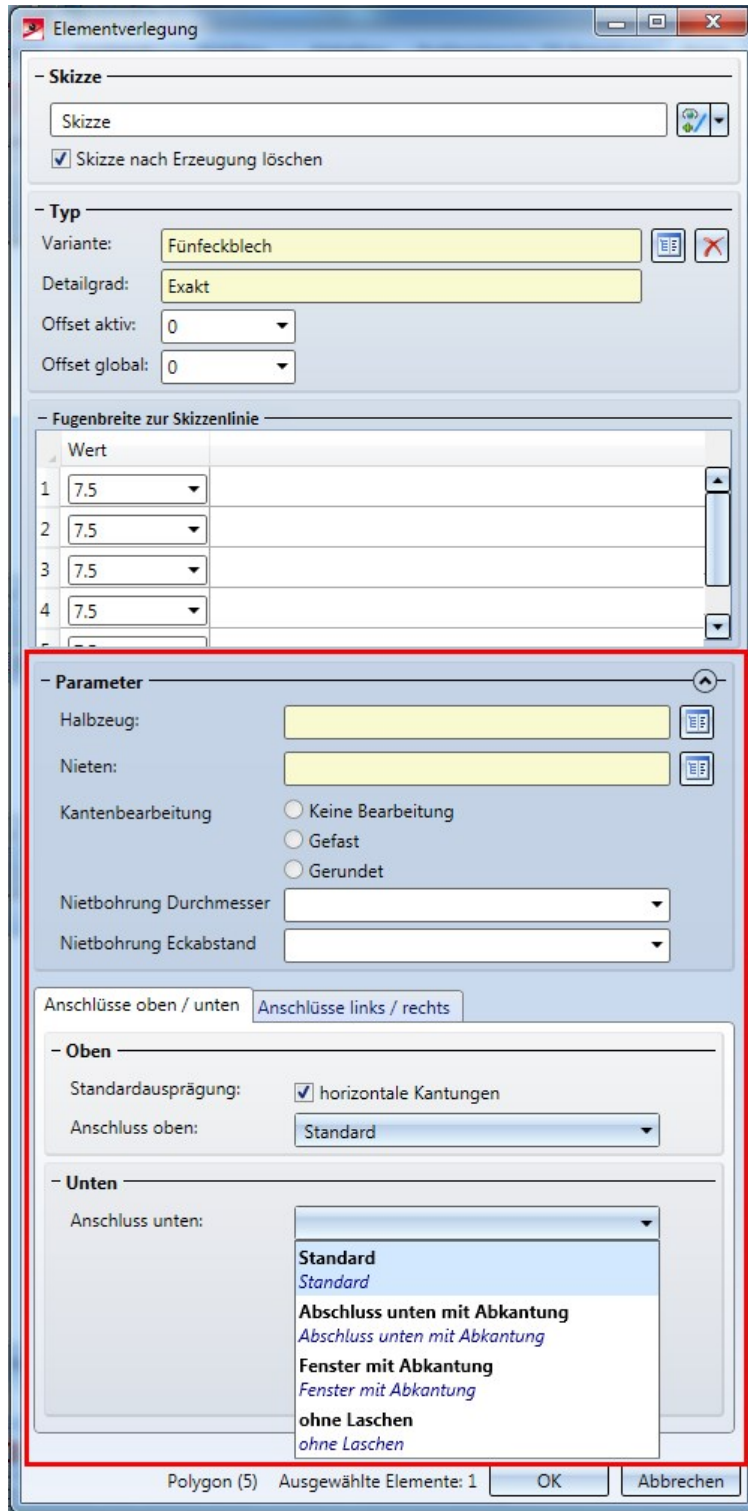 Elementverlegung
Skizze
Skizze
Skizze nach Erzeugung löschen
Typ
Variante: Fünfeckblech
Detailgrad: Exakt
Offset aktiv: 0
Offset global: 0
Fugenbreite zur Skizzenlinie
Wert
1 7.5
2 7.5
3 7.5
4 7.5
Parameter
Halbzeug:
Nieten:
Kantenbearbeitung Keine Bearbeitung
Gefast
Gerundet
Nietbohrung Durchmesser
Nietbohrung Eckabstand
Anschlüsse oben / unten Anschlüsse links / rechts
Oben
Standardausprägung: horizontale Kantungen
Anschluss oben: Standard
Unten
Anschluss unten:
Standard
Standard
Abschluss unten mit Abkantung
Abschluss unten mit Abkantung
Fenster mit Abkantung
Fenster mit Abkantung
ohne Laschen
ohne Laschen
Polygon (5) Ausgewählte Elemente: 1 OK Abbrechen